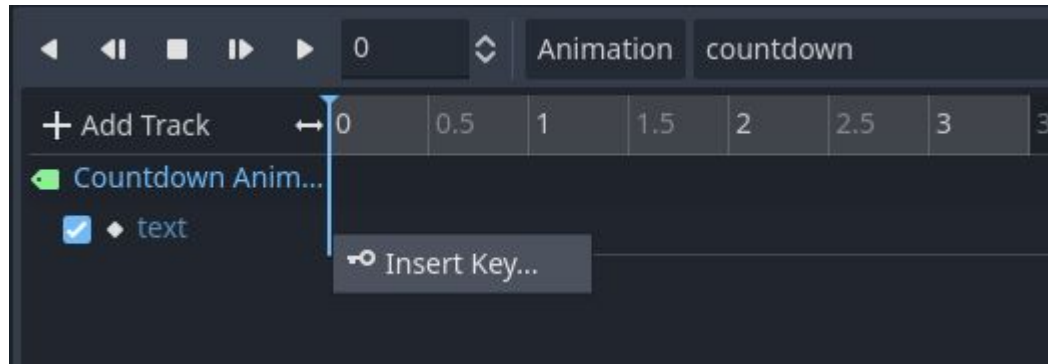 0 Animation countdown
Add Track 0 0.5 1 1.5 2 2.5 3 3
Countdown Anim...
text
Insert Key...